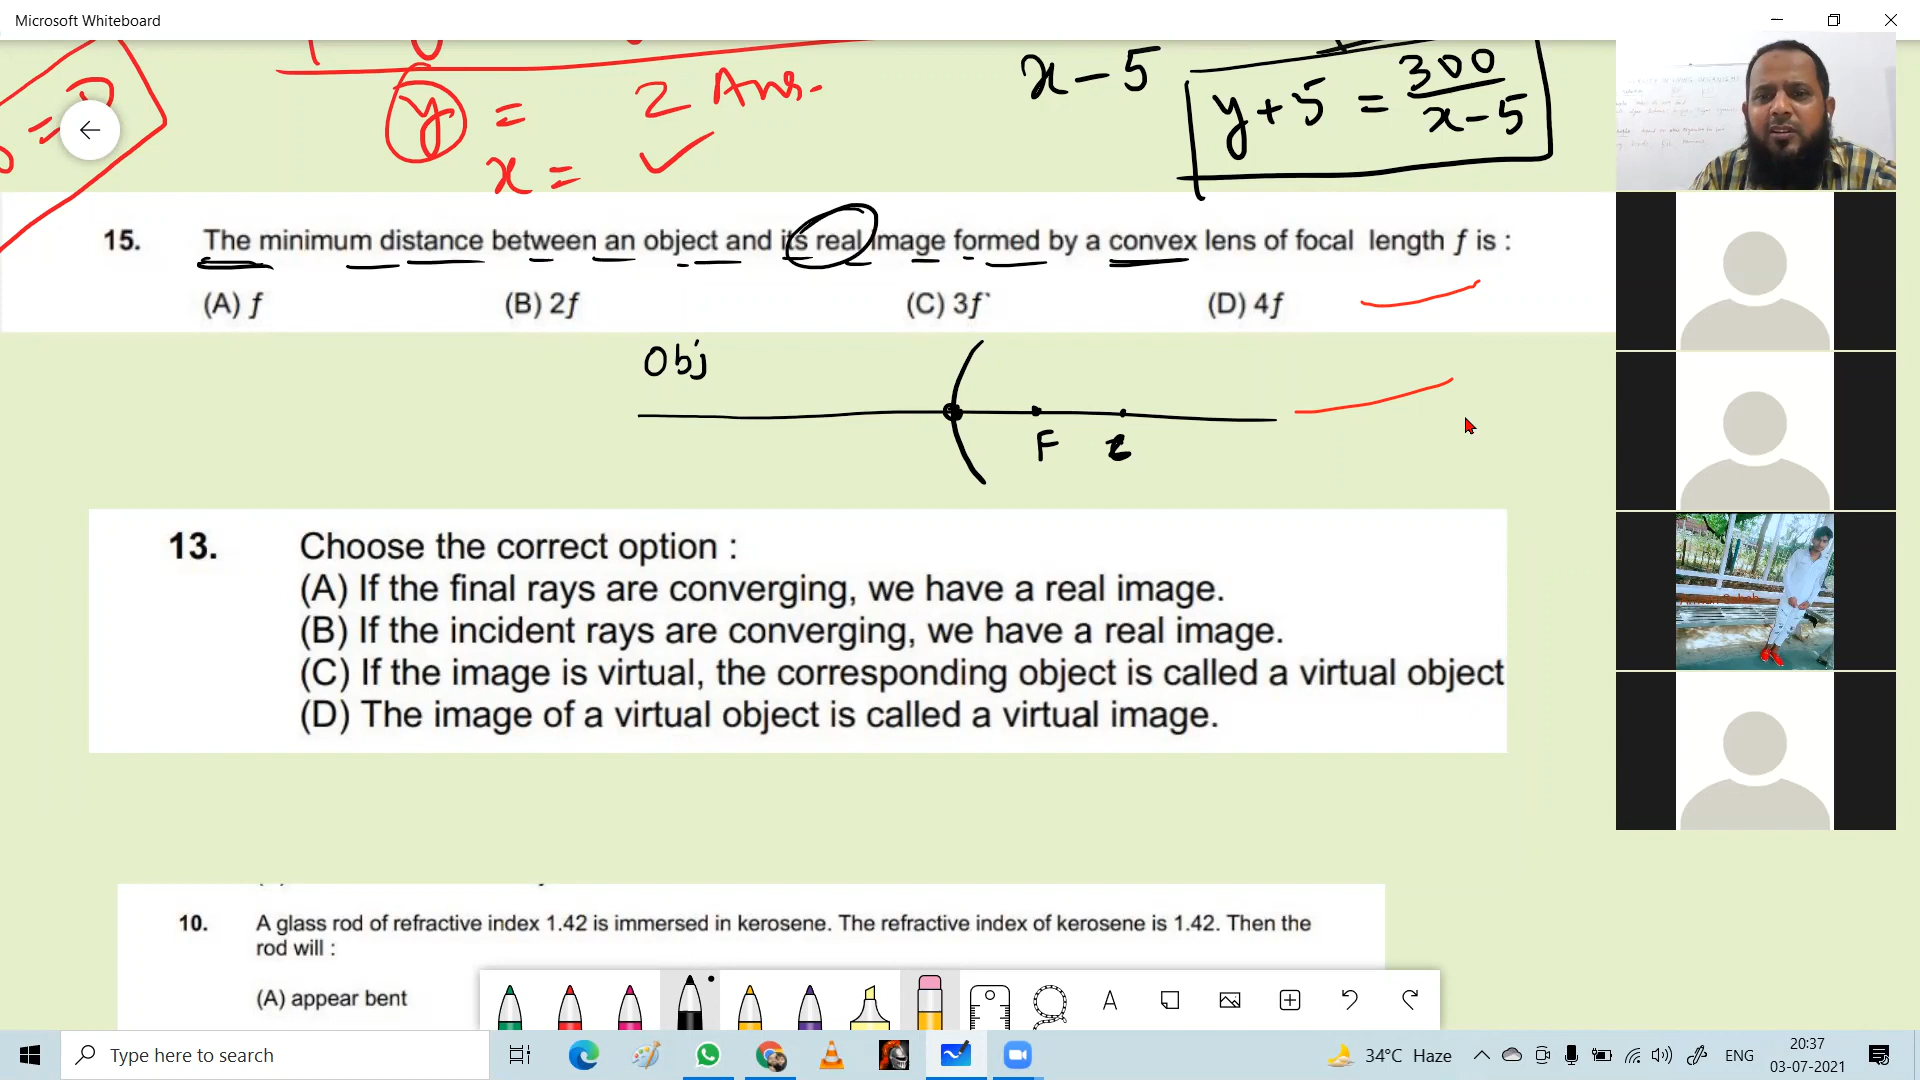 Microsoft Whiteboard
y = 2 Ans.
x =
x - 5
y + 5 = 300 / x - 5
15. The minimum distance between an object and its real image formed by a convex lens of focal length f is :
(A) f (B) 2f (C) 3f` (D) 4f
Obj
F
13. Choose the correct option :
(A) If the final rays are converging, we have a real image.
(B) If the incident rays are converging, we have a real image.
(C) If the image is virtual, the corresponding object is called a virtual object
(D) The image of a virtual object is called a virtual image.
10. A glass rod of refractive index 1.42 is immersed in kerosene. The refractive index of kerosene is 1.42. Then the
rod will :
(A) appear bent
Type here to search
34°C Haze
ENG
20:37
03-07-2021